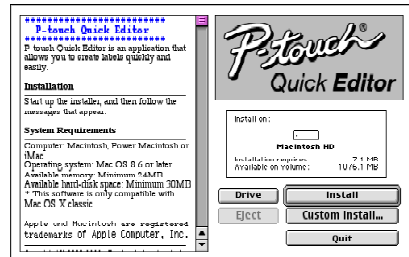 ************************
P-touch Quick Editor
************************
P-touch Quick Editor is an application that
allows you to create labels quickly and
easily.
Installation
Start up the installer, and then follow the
messages that appear.
System Requirements
Computer: Macintosh, Power Macintosh or
iMac
Operating system: Mac OS 8.6 or later
Available memory: Minimum 24MB
Available hard-disk space: Minimum 30MB
* This software is only compatible with
Mac OS X classic
Apple and Macintosh are registered
trademarks of Apple Computer, Inc.
P-touch®
Quick Editor
Install on:
Macintosh HD
Installation requires: 7.1 MB
Available on volume: 1076.1 MB
Drive
Install
Eject
Custom Install...
Quit